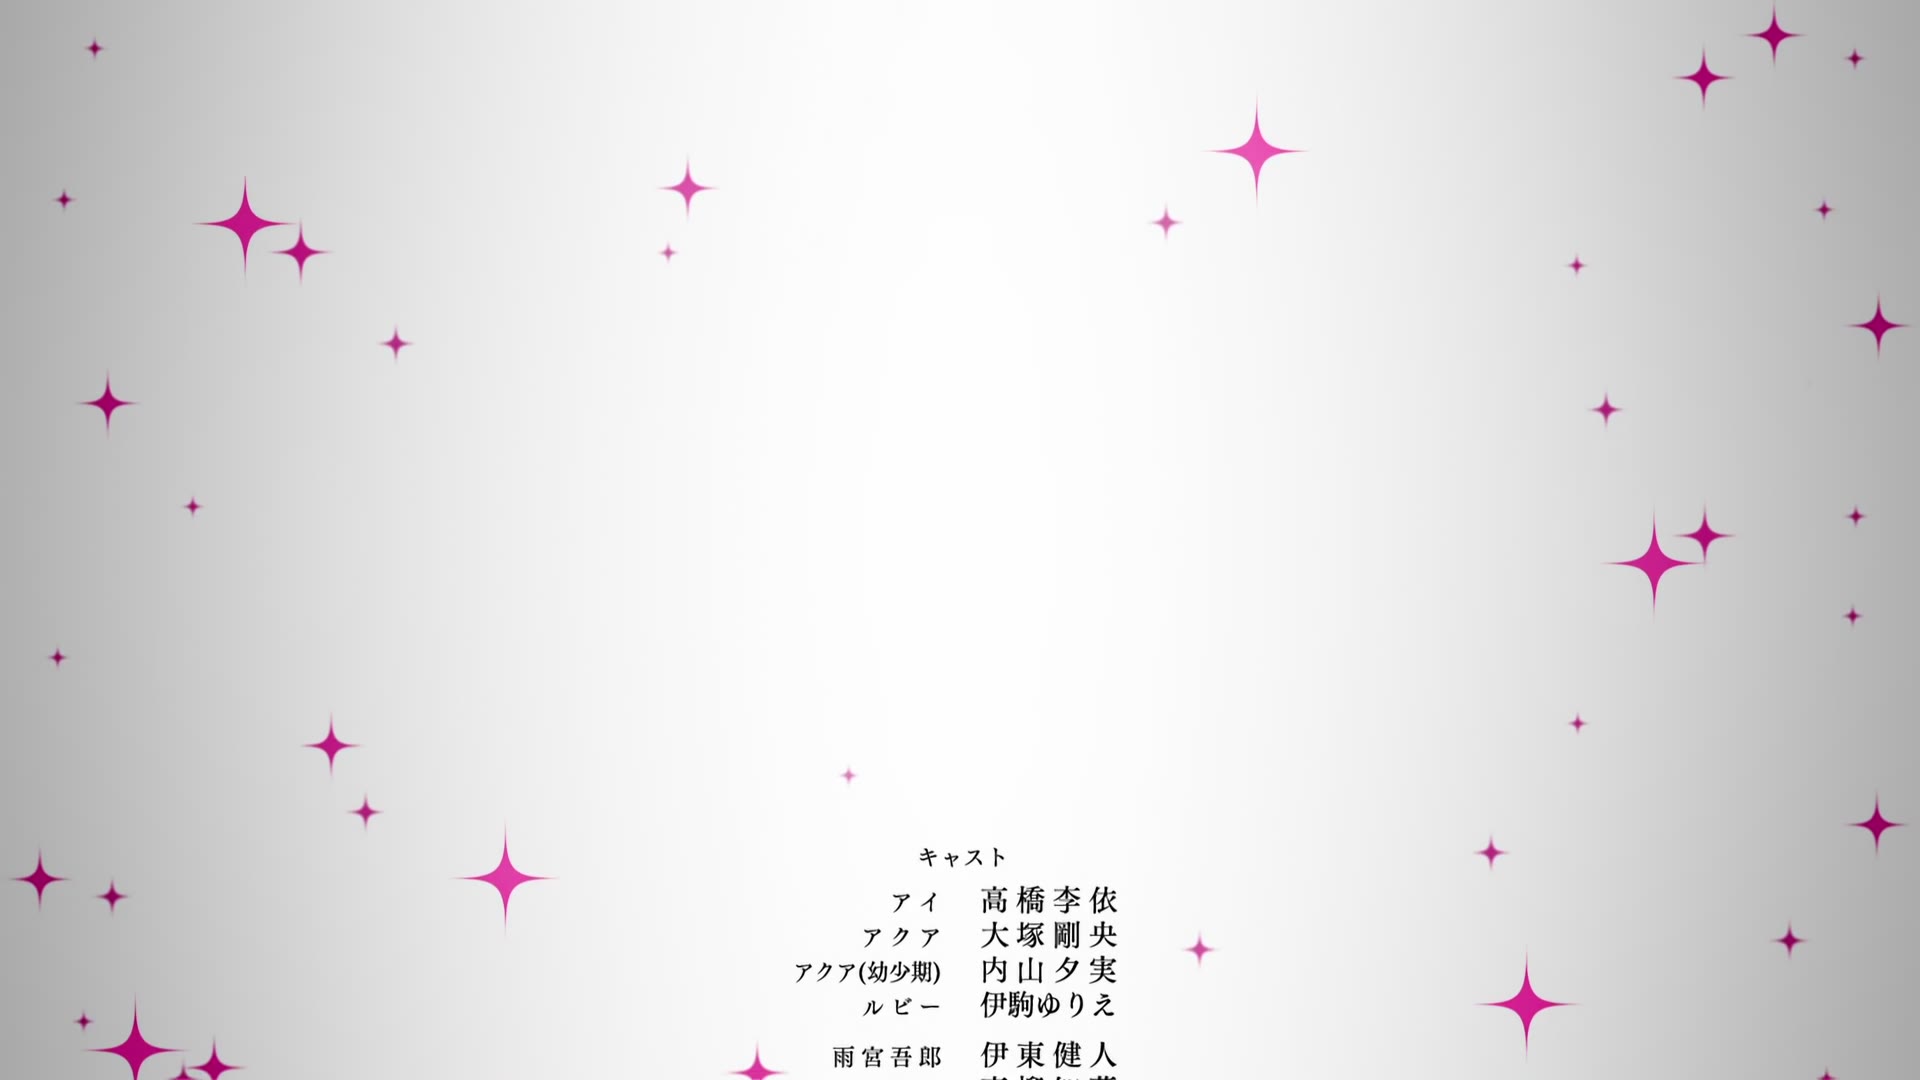 キャスト
アイ 高橋李依
アクア 大塚剛央
アクア(幼少期) 内山夕実
ルビー 伊駒ゆりえ
雨宮吾郎 伊東健人